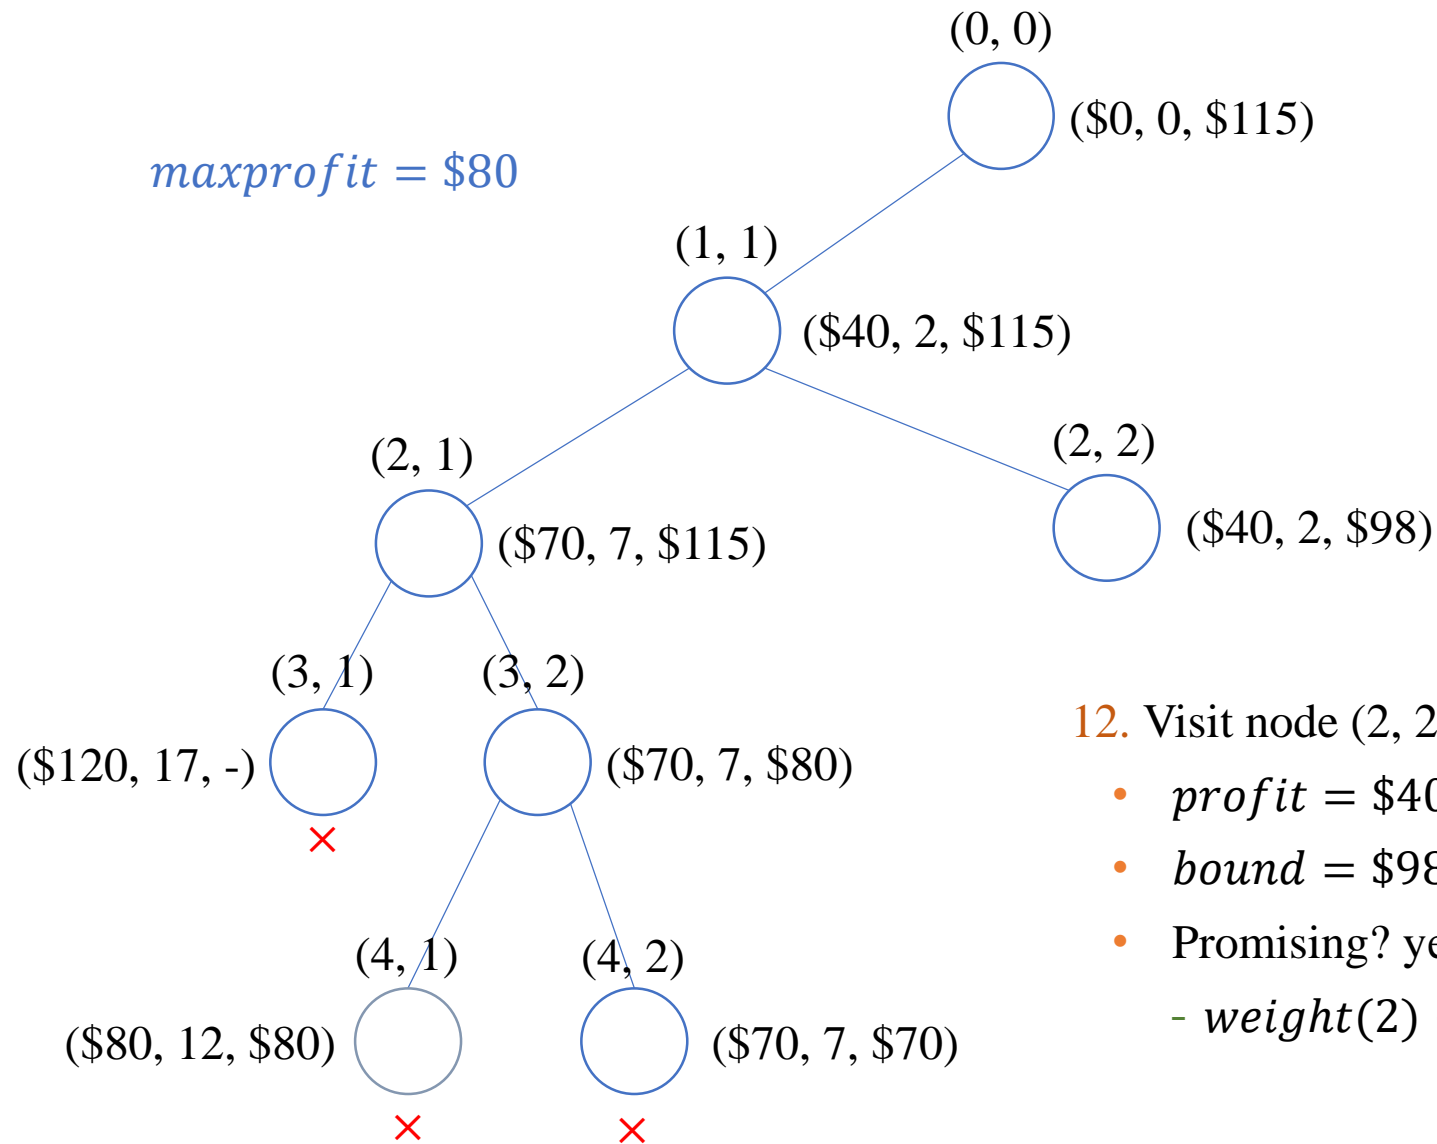 (0, 0)
($0, 0, $115)
maxprofit = $80
(1, 1)
($40, 2, $115)
(2, 1)
(2, 2)
($70, 7, $115)
($40, 2, $98)
(3, 1)
(3, 2)
($120, 17, -)
($70, 7, $80)
×
(4, 1)
(4, 2)
($80, 12, $80)
($70, 7, $70)
×
×
12. Visit node (2, 2
• profit = $40
• bound = $98
• Promising? ye
- weight(2)